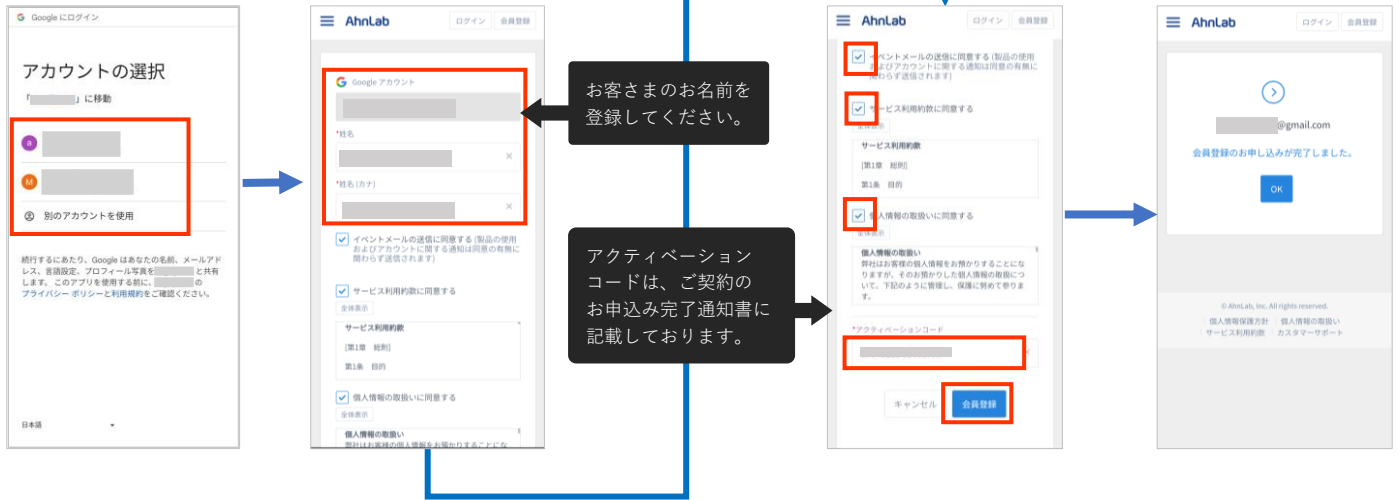 Google にログイン
アカウントの選択
「 」に移動
a
M
別のアカウントを使用
続行するにあたり、Google はあなたの名前、メールアド
レス、言語設定、プロフィール写真を と共有
します。このアプリを使用する前に、 の
プライバシー ポリシーと利用規約をご確認ください。
日本語
AhnLab
ログイン 会員登録
Google アカウント
*姓名
*姓名 (カナ)
イベントメールの送信に同意する (製品の使用
およびアカウントに関する通知は同意の有無に
関わらず送信されます)
サービス利用約款に同意する
全体表示
サービス利用約款
[第1章 総則]
第1条 目的
個人情報の取扱いに同意する
全体表示
個人情報の取扱い
弊社はお客様の個人情報をお預かりすることにな
お客さまのお名前を
登録してください。
アクティベーション
コードは、ご契約の
お申込み完了通知書に
記載しております。
AhnLab
ログイン 会員登録
イベントメールの送信に同意する (製品の使用
およびアカウントに関する通知は同意の有無に
関わらず送信されます)
サービス利用約款に同意する
全体表示
サービス利用約款
[第1章 総則]
第1条 目的
個人情報の取扱いに同意する
全体表示
個人情報の取扱い
弊社はお客様の個人情報をお預かりすることにな
りますが、そのお預かりした個人情報の取扱につ
いて、下記のように管理し、保護に努めて参りま
す。
*アクティベーションコード
キャンセル 会員登録
AhnLab
ログイン 会員登録
@gmail.com
会員登録のお申し込みが完了しました。
OK
© AhnLab, Inc. All rights reserved.
個人情報保護方針 個人情報の取扱い
サービス利用約款 カスタマーサポート